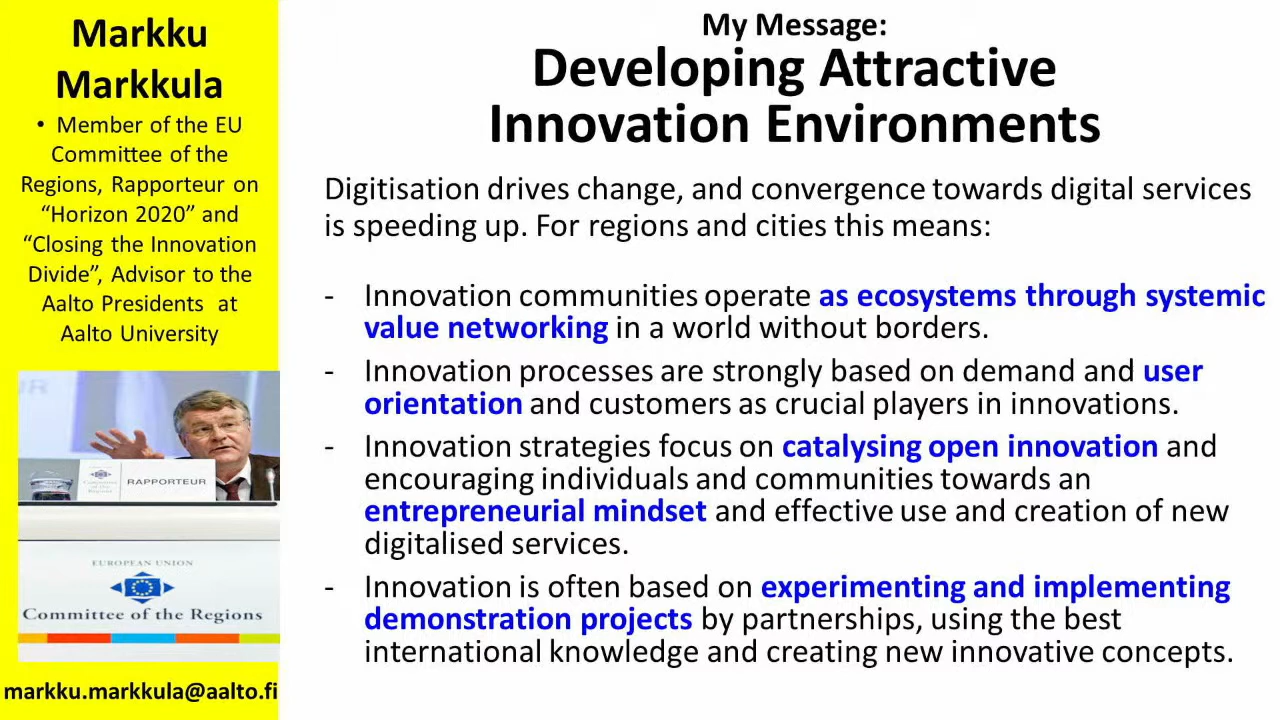 Markku
Markkula
• Member of the EU
Committee of the
Regions, Rapporteur on
“Horizon 2020” and
“Closing the Innovation
Divide”, Advisor to the
Aalto Presidents at
Aalto University
Committee of the Regions
RAPPORTEUR
EUROPEAN UNION
Committee of the Regions
markku.markkula@aalto.fi
My Message:
Developing Attractive
Innovation Environments
Digitisation drives change, and convergence towards digital services
is speeding up. For regions and cities this means:
- Innovation communities operate as ecosystems through systemic
value networking in a world without borders.
- Innovation processes are strongly based on demand and user
orientation and customers as crucial players in innovations.
- Innovation strategies focus on catalysing open innovation and
encouraging individuals and communities towards an
entrepreneurial mindset and effective use and creation of new
digitalised services.
- Innovation is often based on experimenting and implementing
demonstration projects by partnerships, using the best
international knowledge and creating new innovative concepts.